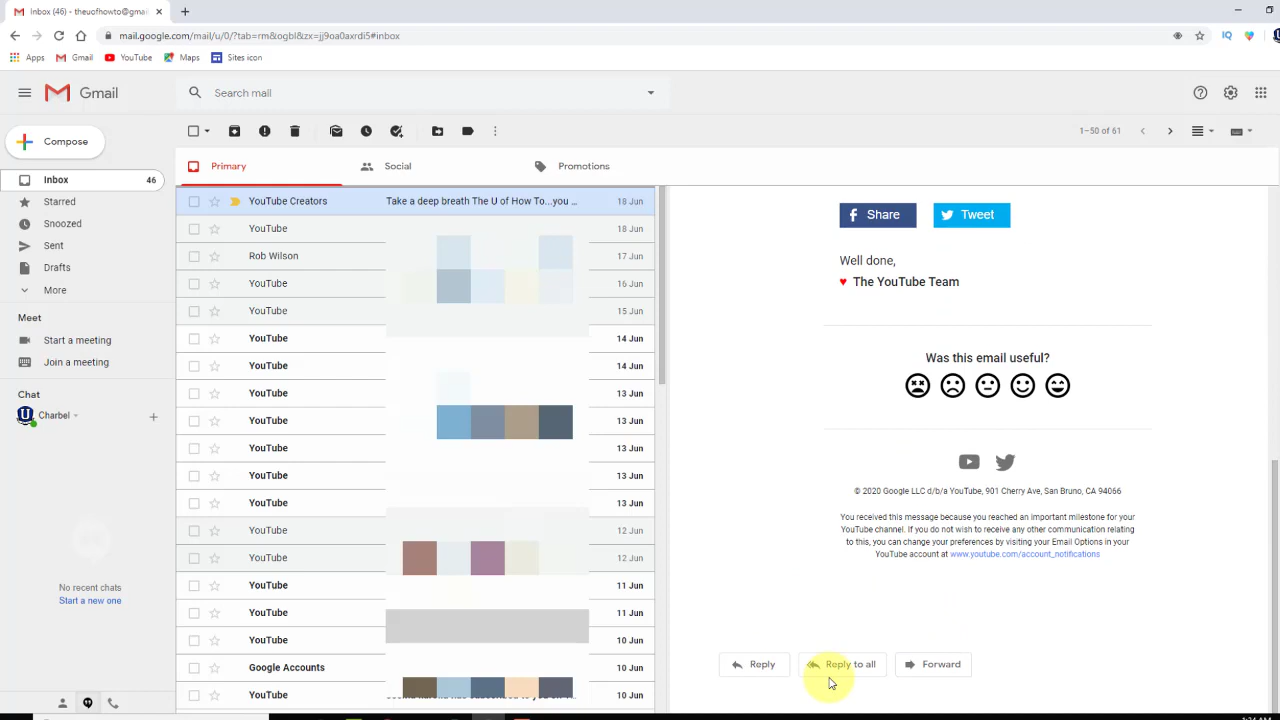 Inbox (46) - theuofhowto@gmai
mail.google.com/mail/u/0/?tab=rm&ogbl&zx=jj9oa0axrdi5#inbox
Apps Gmail YouTube Maps Sites icon
Gmail Search mail
Compose
1–50 of 61
Primary Social Promotions
Inbox 46
Starred
Snoozed
Sent
Drafts
More
Meet
Start a meeting
Join a meeting
Chat
Charbel
No recent chats
Start a new one
YouTube Creators Take a deep breath The U of How To...you ... 18 Jun
YouTube 18 Jun
Rob Wilson 17 Jun
YouTube 16 Jun
YouTube 15 Jun
YouTube 14 Jun
YouTube 14 Jun
YouTube 13 Jun
YouTube 13 Jun
YouTube 13 Jun
YouTube 13 Jun
YouTube 13 Jun
YouTube 12 Jun
YouTube 12 Jun
YouTube 11 Jun
YouTube 11 Jun
YouTube 10 Jun
Google Accounts 10 Jun
YouTube 10 Jun
Share Tweet
Well done,
♥ The YouTube Team
Was this email useful?
© 2020 Google LLC d/b/a YouTube, 901 Cherry Ave, San Bruno, CA 94066
You received this message because you reached an important milestone for your
YouTube channel. If you do not wish to receive any other communication relating
to this, you can change your preferences by visiting your Email Options in your
YouTube account at www.youtube.com/account_notifications
Reply Reply to all Forward